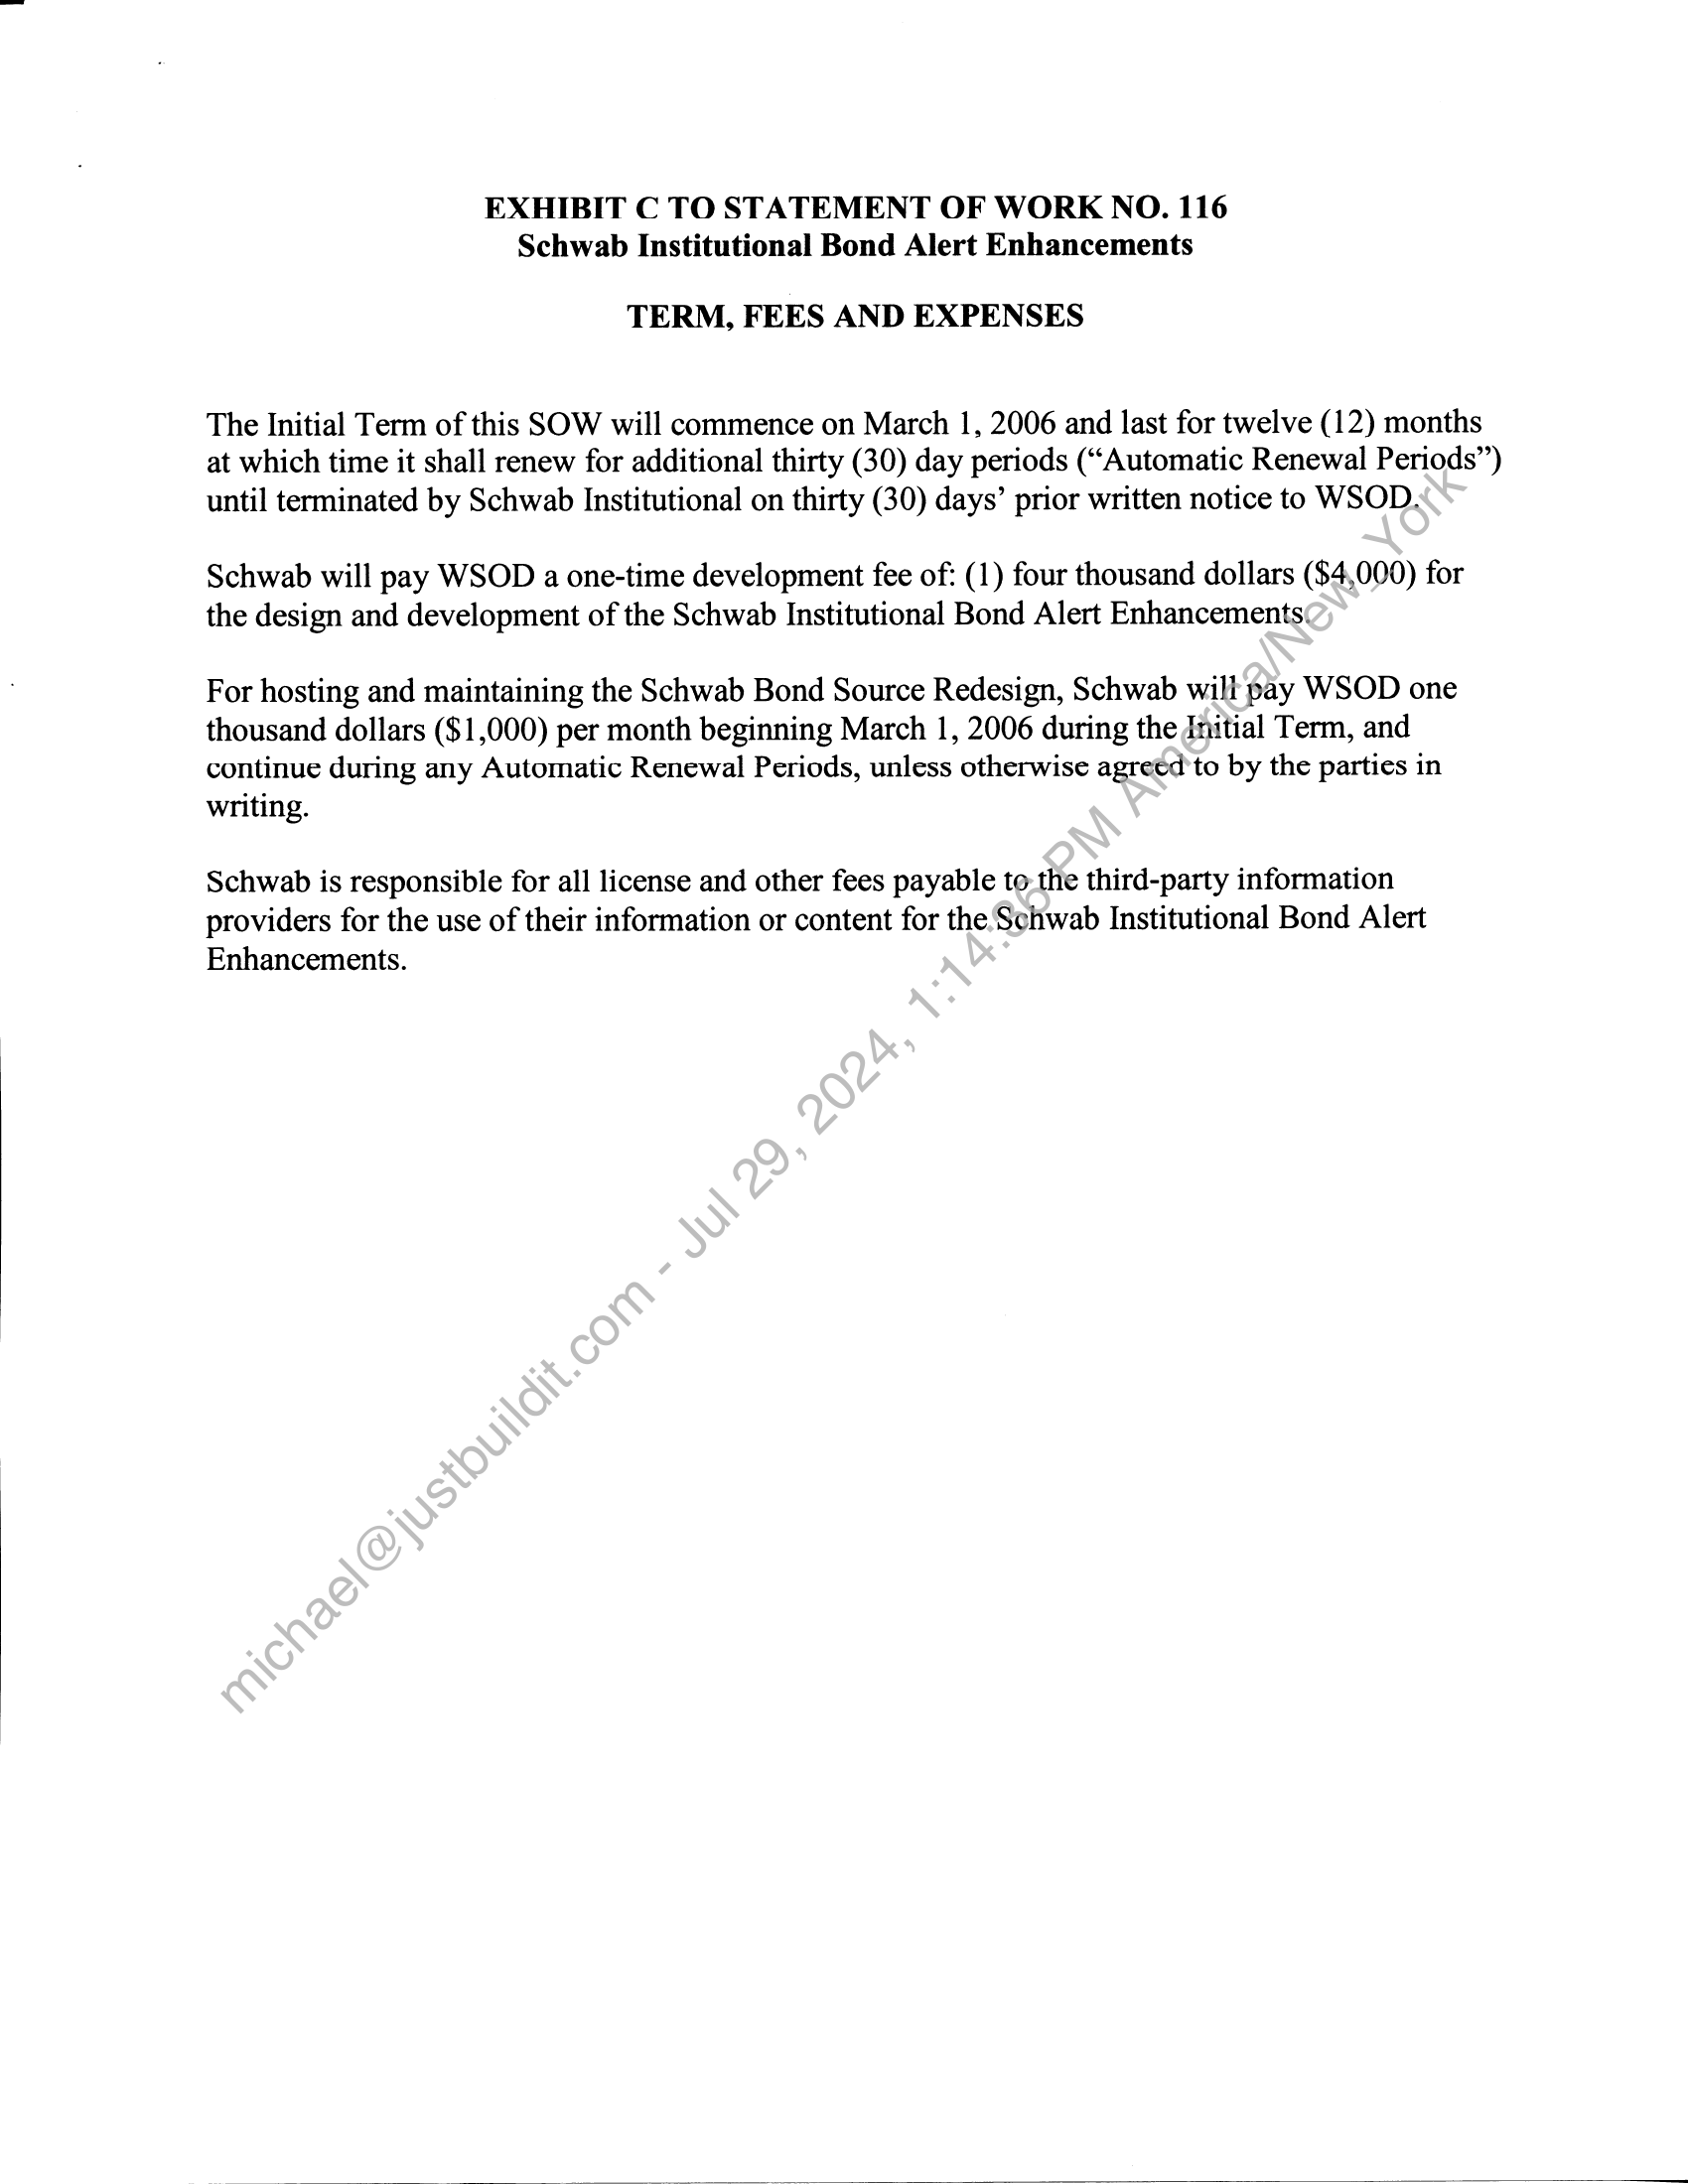 EXHIBIT C TO STATEMENT OF WORK NO. 116
Schwab Institutional Bond Alert Enhancements
TERM, FEES AND EXPENSES
The Initial Term of this SOW will commence on March 1, 2006 and last for twelve (12) months
at which time it shall renew for additional thirty (30) day periods (“Automatic Renewal Periods”)
until terminated by Schwab Institutional on thirty (30) days’ prior written notice to WSOD.
Schwab will pay WSOD a one-time development fee of: (1) four thousand dollars ($4,000) for
the design and development of the Schwab Institutional Bond Alert Enhancements.
For hosting and maintaining the Schwab Bond Source Redesign, Schwab will pay WSOD one
thousand dollars ($1,000) per month beginning March 1, 2006 during the Initial Term, and
continue during any Automatic Renewal Periods, unless otherwise agreed to by the parties in
writing.
Schwab is responsible for all license and other fees payable to the third-party information
providers for the use of their information or content for the Schwab Institutional Bond Alert
Enhancements.
michael@justbuildit.com - Jul 29, 2024, 1:14:36 PM America/New_York